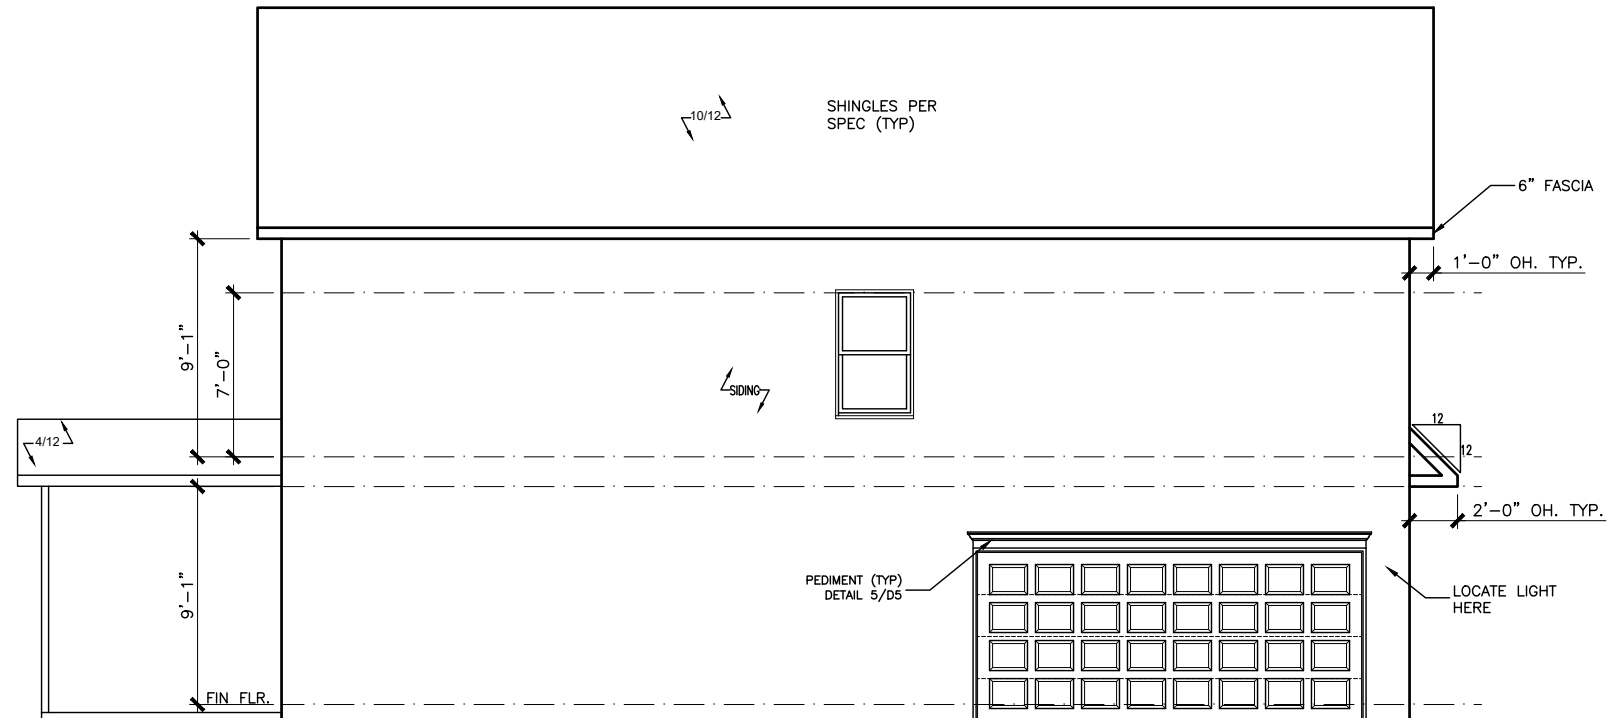 10/12
SHINGLES PER
SPEC (TYP)
6" FASCIA
1'-0" OH. TYP.
9'-1"
7'-0"
SIDING
4/12
12
12
2'-0" OH. TYP.
PEDIMENT (TYP)
DETAIL 5/D5
LOCATE LIGHT
HERE
9'-1"
FIN FLR.